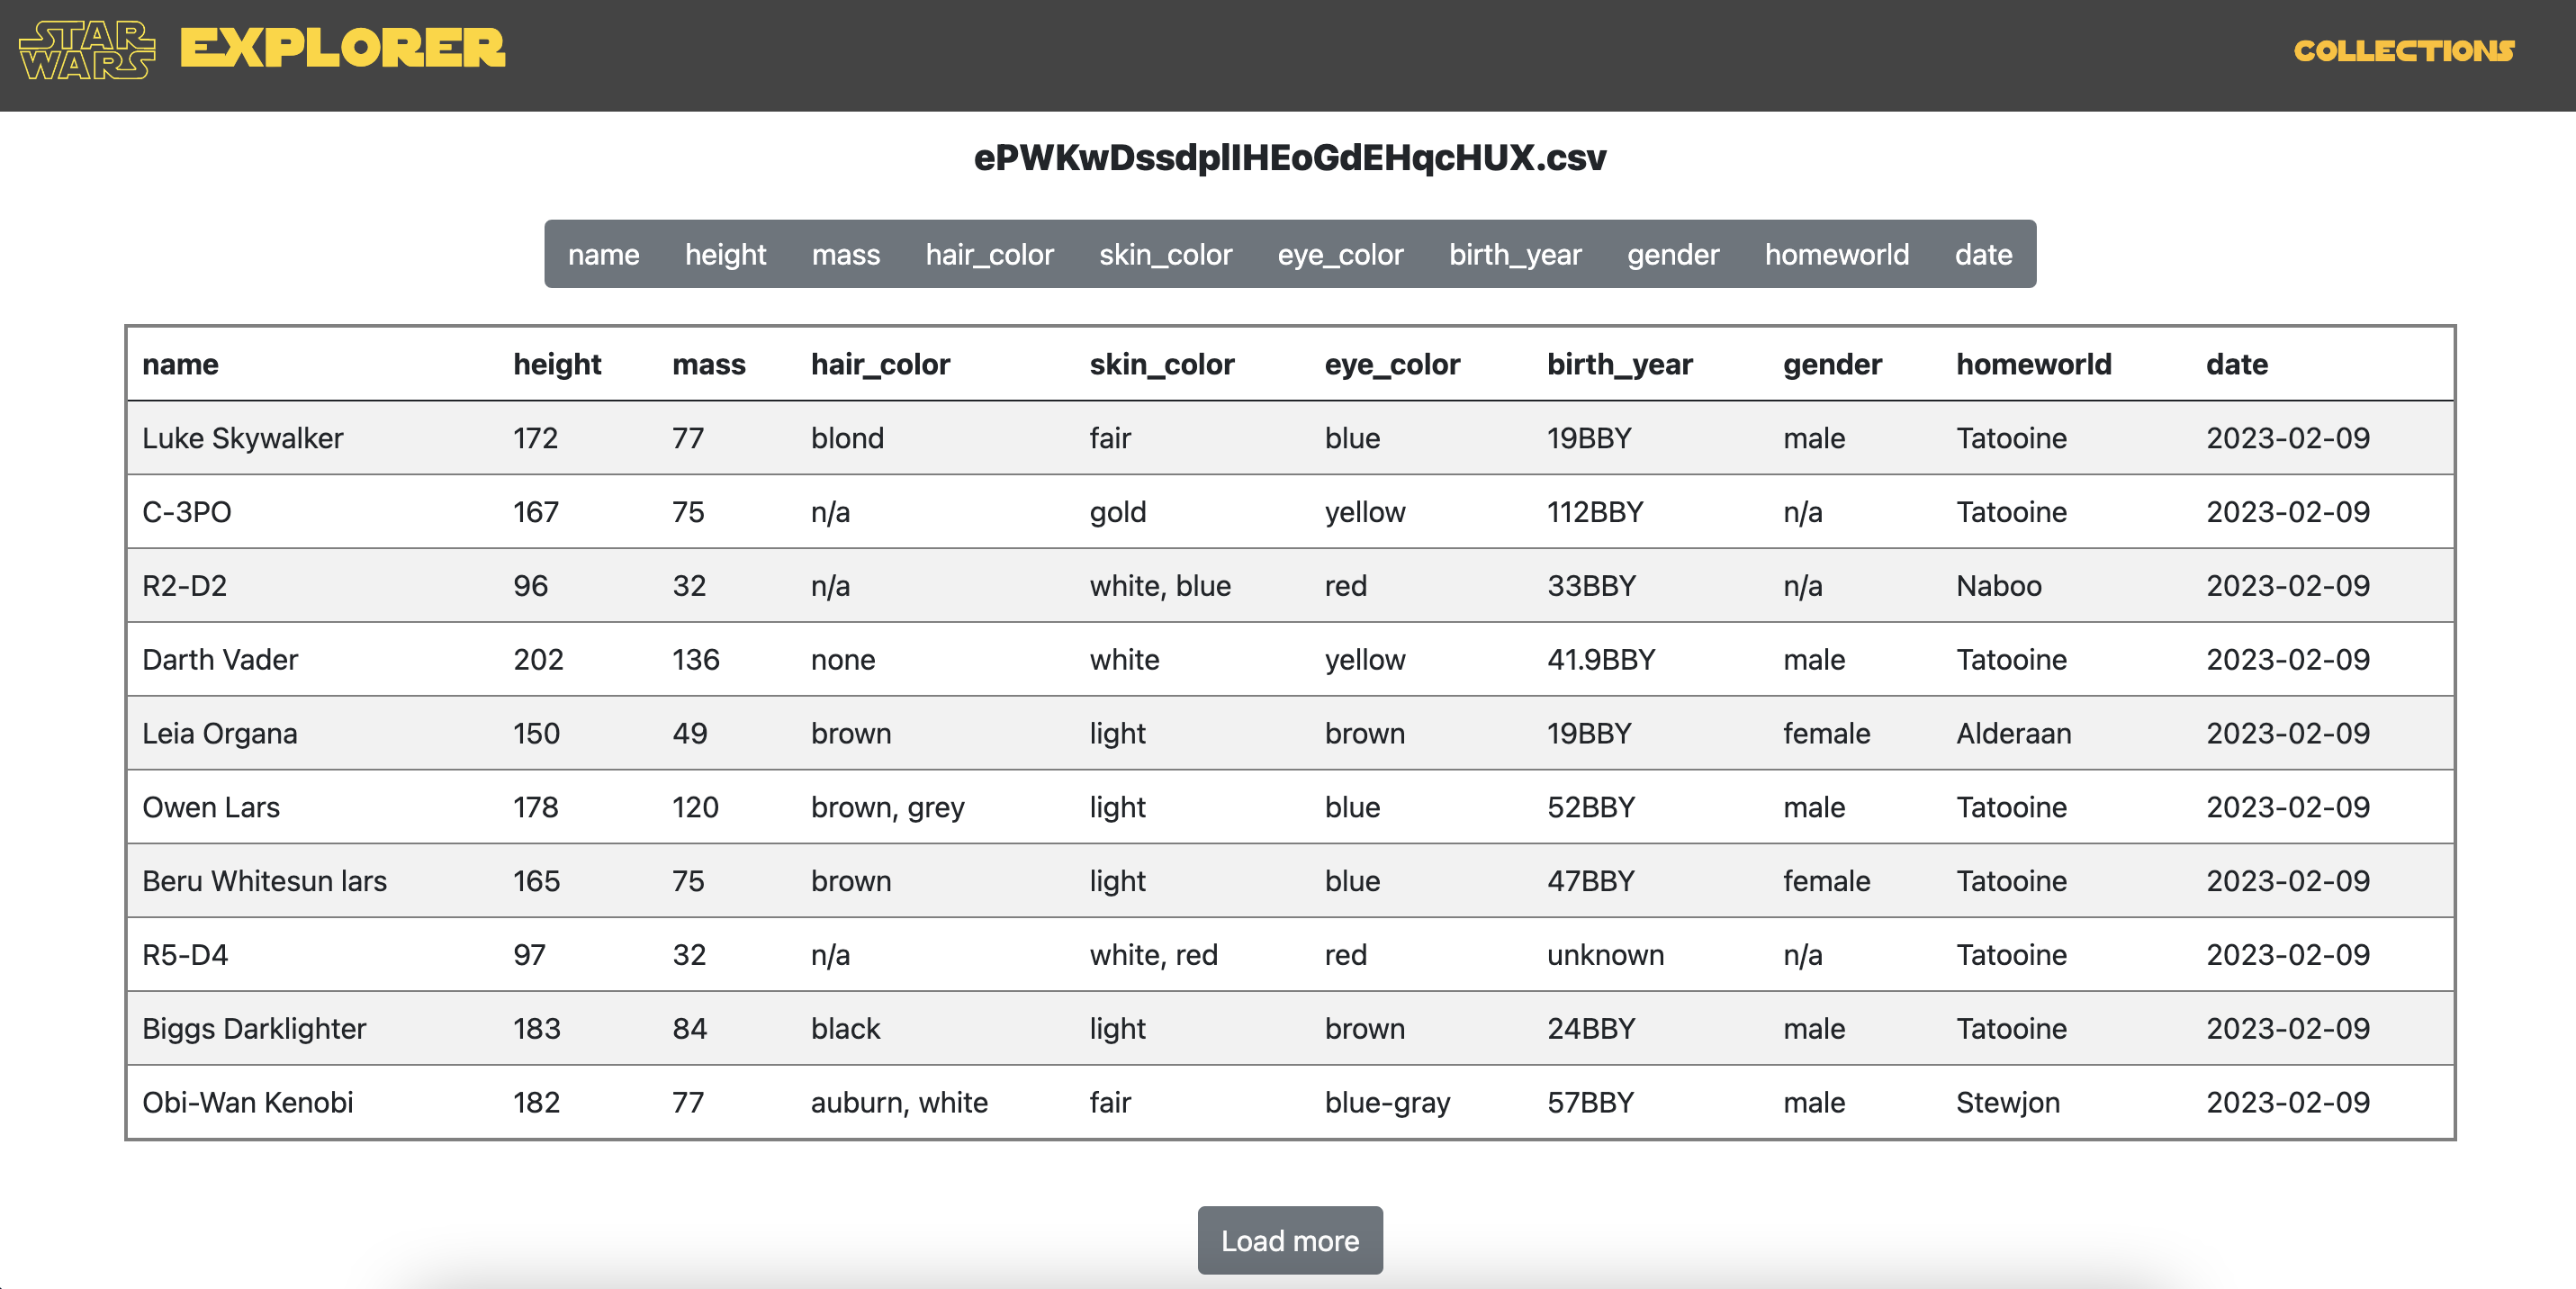 STAR WARS EXPLORER COLLECTIONS
ePWKwDssdplIHEoGdEHqcHUX.csv
name height mass hair_color skin_color eye_color birth_year gender homeworld date
name height mass hair_color skin_color eye_color birth_year gender homeworld date
Luke Skywalker 172 77 blond fair blue 19BBY male Tatooine 2023-02-09
C-3PO 167 75 n/a gold yellow 112BBY n/a Tatooine 2023-02-09
R2-D2 96 32 n/a white, blue red 33BBY n/a Naboo 2023-02-09
Darth Vader 202 136 none white yellow 41.9BBY male Tatooine 2023-02-09
Leia Organa 150 49 brown light brown 19BBY female Alderaan 2023-02-09
Owen Lars 178 120 brown, grey light blue 52BBY male Tatooine 2023-02-09
Beru Whitesun lars 165 75 brown light blue 47BBY female Tatooine 2023-02-09
R5-D4 97 32 n/a white, red red unknown n/a Tatooine 2023-02-09
Biggs Darklighter 183 84 black light brown 24BBY male Tatooine 2023-02-09
Obi-Wan Kenobi 182 77 auburn, white fair blue-gray 57BBY male Stewjon 2023-02-09
Load more